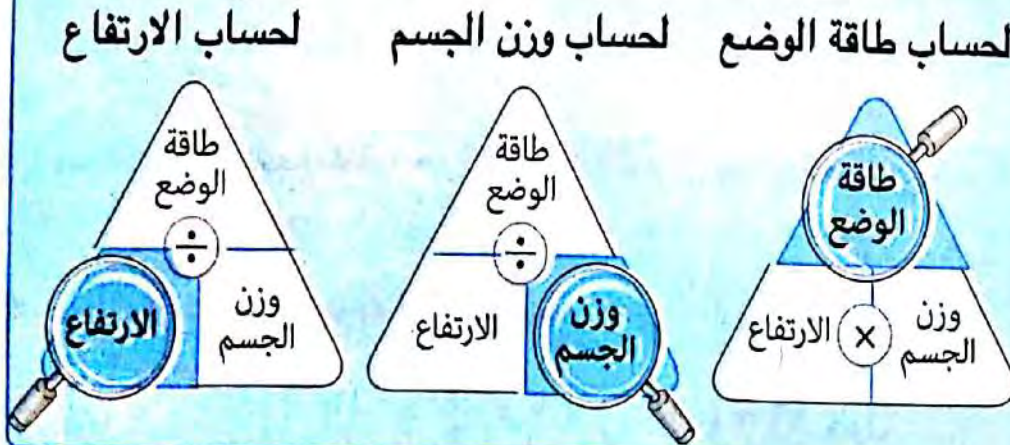 لحساب طاقة الوضع
طاقة
الوضع
وزن
الجسم
×
الارتفاع
لحساب وزن الجسم
طاقة
الوضع
÷
وزن
الجسم
الارتفاع
لحساب الارتفاع
طاقة
الوضع
÷
وزن
الجسم
الارتفاع